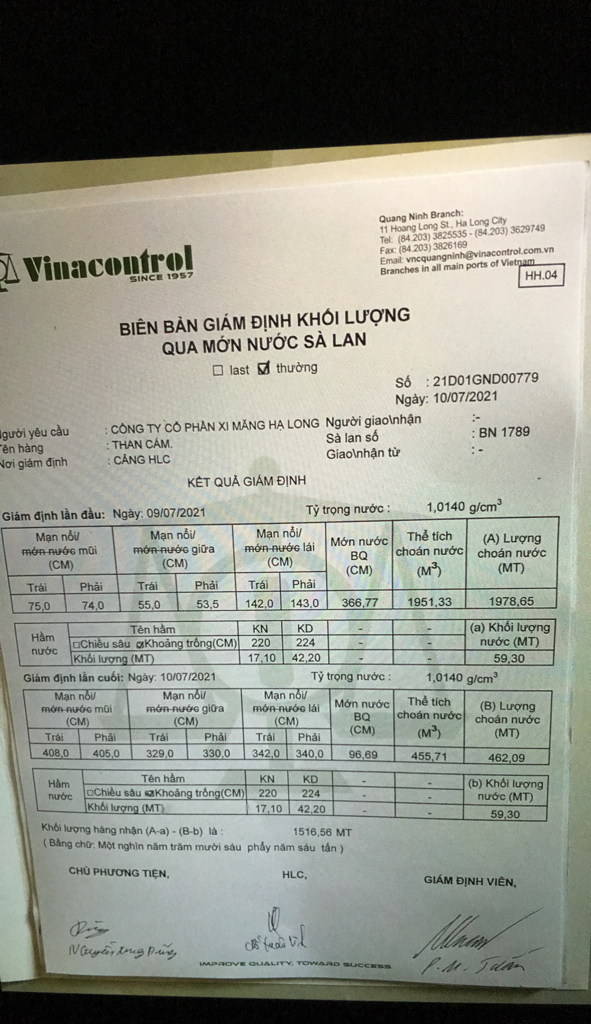 Vinacontrol
SINCE 1957
Quang Ninh Branch:
11 Hoang Long St., Ha Long City
Tel: (84.203) 3825535 - (84.203) 3629749
Fax: (84.203) 3826169
Email: vncquangninh@vinacontrol.com.vn
Branches in all main ports of Vietnam
HH.04
BIÊN BẢN GIÁM ĐỊNH KHỐI LƯỢNG
QUA MỚN NƯỚC SÀ LAN
☐ last ☑ thường
Số : 21D01GND00779
Ngày: 10/07/2021
gười yêu cầu : CÔNG TY CỔ PHẦN XI MĂNG HẠ LONG Người giao\nhận :-
ên hàng : THAN CÁM. Sà lan số : BN 1789
ơi giám định : CẢNG HLC Giao\nhận từ : -
KẾT QUẢ GIÁM ĐỊNH
Giám định lần đầu: Ngày: 09/07/2021 Tỷ trọng nước : 1,0140 g/cm³
Mạn nổi/ mớn nước mũi (CM) Mạn nổi/ mớn nước giữa (CM) Mạn nổi/ mớn nước lái (CM) Mớn nước BQ (CM) Thể tích choán nước (M³) (A) Lượng choán nước (MT)
Trái Phải Trái Phải Trái Phải
75,0 74,0 55,0 53,5 142,0 143,0 366,77 1951,33 1978,65
Hầm nước Tên hầm KN KD - - (a) Khối lượng nước (MT)
☐Chiều sâu ☑Khoảng trống(CM) 220 224 - -
Khối lượng (MT) 17,10 42,20 - - 59,30
Giám định lần cuối: Ngày: 10/07/2021 Tỷ trọng nước : 1,0140 g/cm³
Mạn nổi/ mớn nước mũi (CM) Mạn nổi/ mớn nước giữa (CM) Mạn nổi/ mớn nước lái (CM) Mớn nước BQ (CM) Thể tích choán nước (M³) (B) Lượng choán nước (MT)
Trái Phải Trái Phải Trái Phải
408,0 405,0 329,0 330,0 342,0 340,0 96,69 455,71 462,09
Hầm nước Tên hầm KN KD - - (b) Khối lượng nước (MT)
☐Chiều sâu ☑Khoảng trống(CM) 220 224 - -
Khối lượng (MT) 17,10 42,20 - - 59,30
Khối lượng hàng nhận (A-a) - (B-b) là : 1516,56 MT
( Bằng chữ: Một nghìn năm trăm mười sáu phẩy năm sáu tấn )
CHỦ PHƯƠNG TIỆN, HLC, GIÁM ĐỊNH VIÊN,
P.M. Tuấn
IMPROVE QUALITY, TOWARD SUCCESS